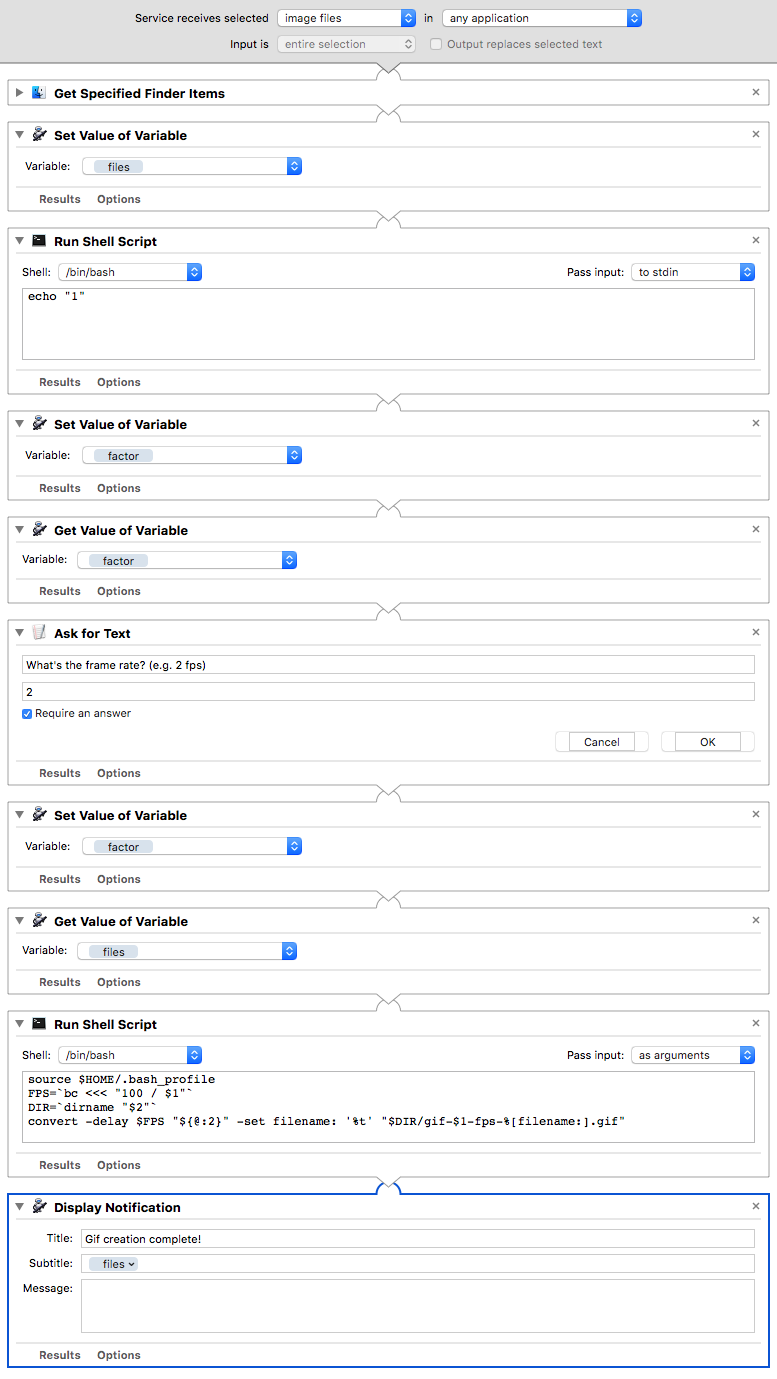 Service receives selected image files in any application
Input is entire selection Output replaces selected text
Get Specified Finder Items
Set Value of Variable
Variable: files
Results Options
Run Shell Script
Shell: /bin/bash Pass input: to stdin
echo "1"
Results Options
Set Value of Variable
Variable: factor
Results Options
Get Value of Variable
Variable: factor
Results Options
Ask for Text
What's the frame rate? (e.g. 2 fps)
2
Require an answer
Cancel OK
Results Options
Set Value of Variable
Variable: factor
Results Options
Get Value of Variable
Variable: files
Results Options
Run Shell Script
Shell: /bin/bash Pass input: as arguments
source $HOME/.bash_profile
FPS=`bc <<< "100 / $1"`
DIR=`dirname "$2"`
convert -delay $FPS "${@:2}" -set filename: '%t' "$DIR/gif-$1-fps-%[filename:].gif"
Results Options
Display Notification
Title: Gif creation complete!
Subtitle: files
Message:
Results Options